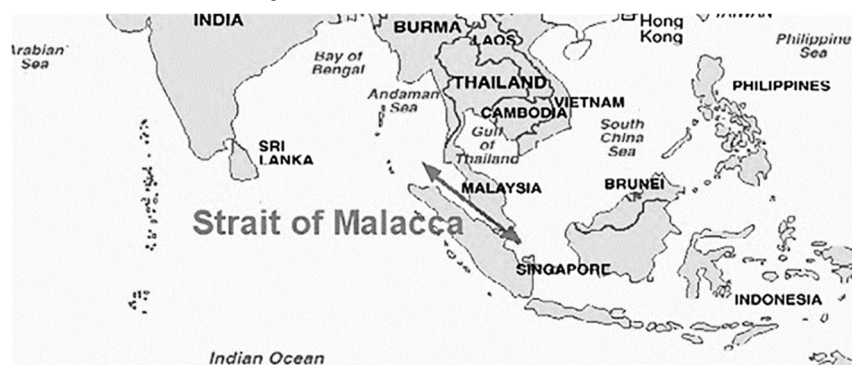 INDIA
BURMA
LAOS
Hong
Kong
TAIWAN
Philippine
Sea
Arabian
Sea
Bay of
Bengal
THAILAND
PHILIPPINES
Andaman
Sea
CAMBODIA
VIETNAM
Gulf
of
Thailand
South
China
Sea
SRI
LANKA
MALAYSIA
BRUNEI
Strait of Malacca
SINGAPORE
INDONESIA
Indian Ocean